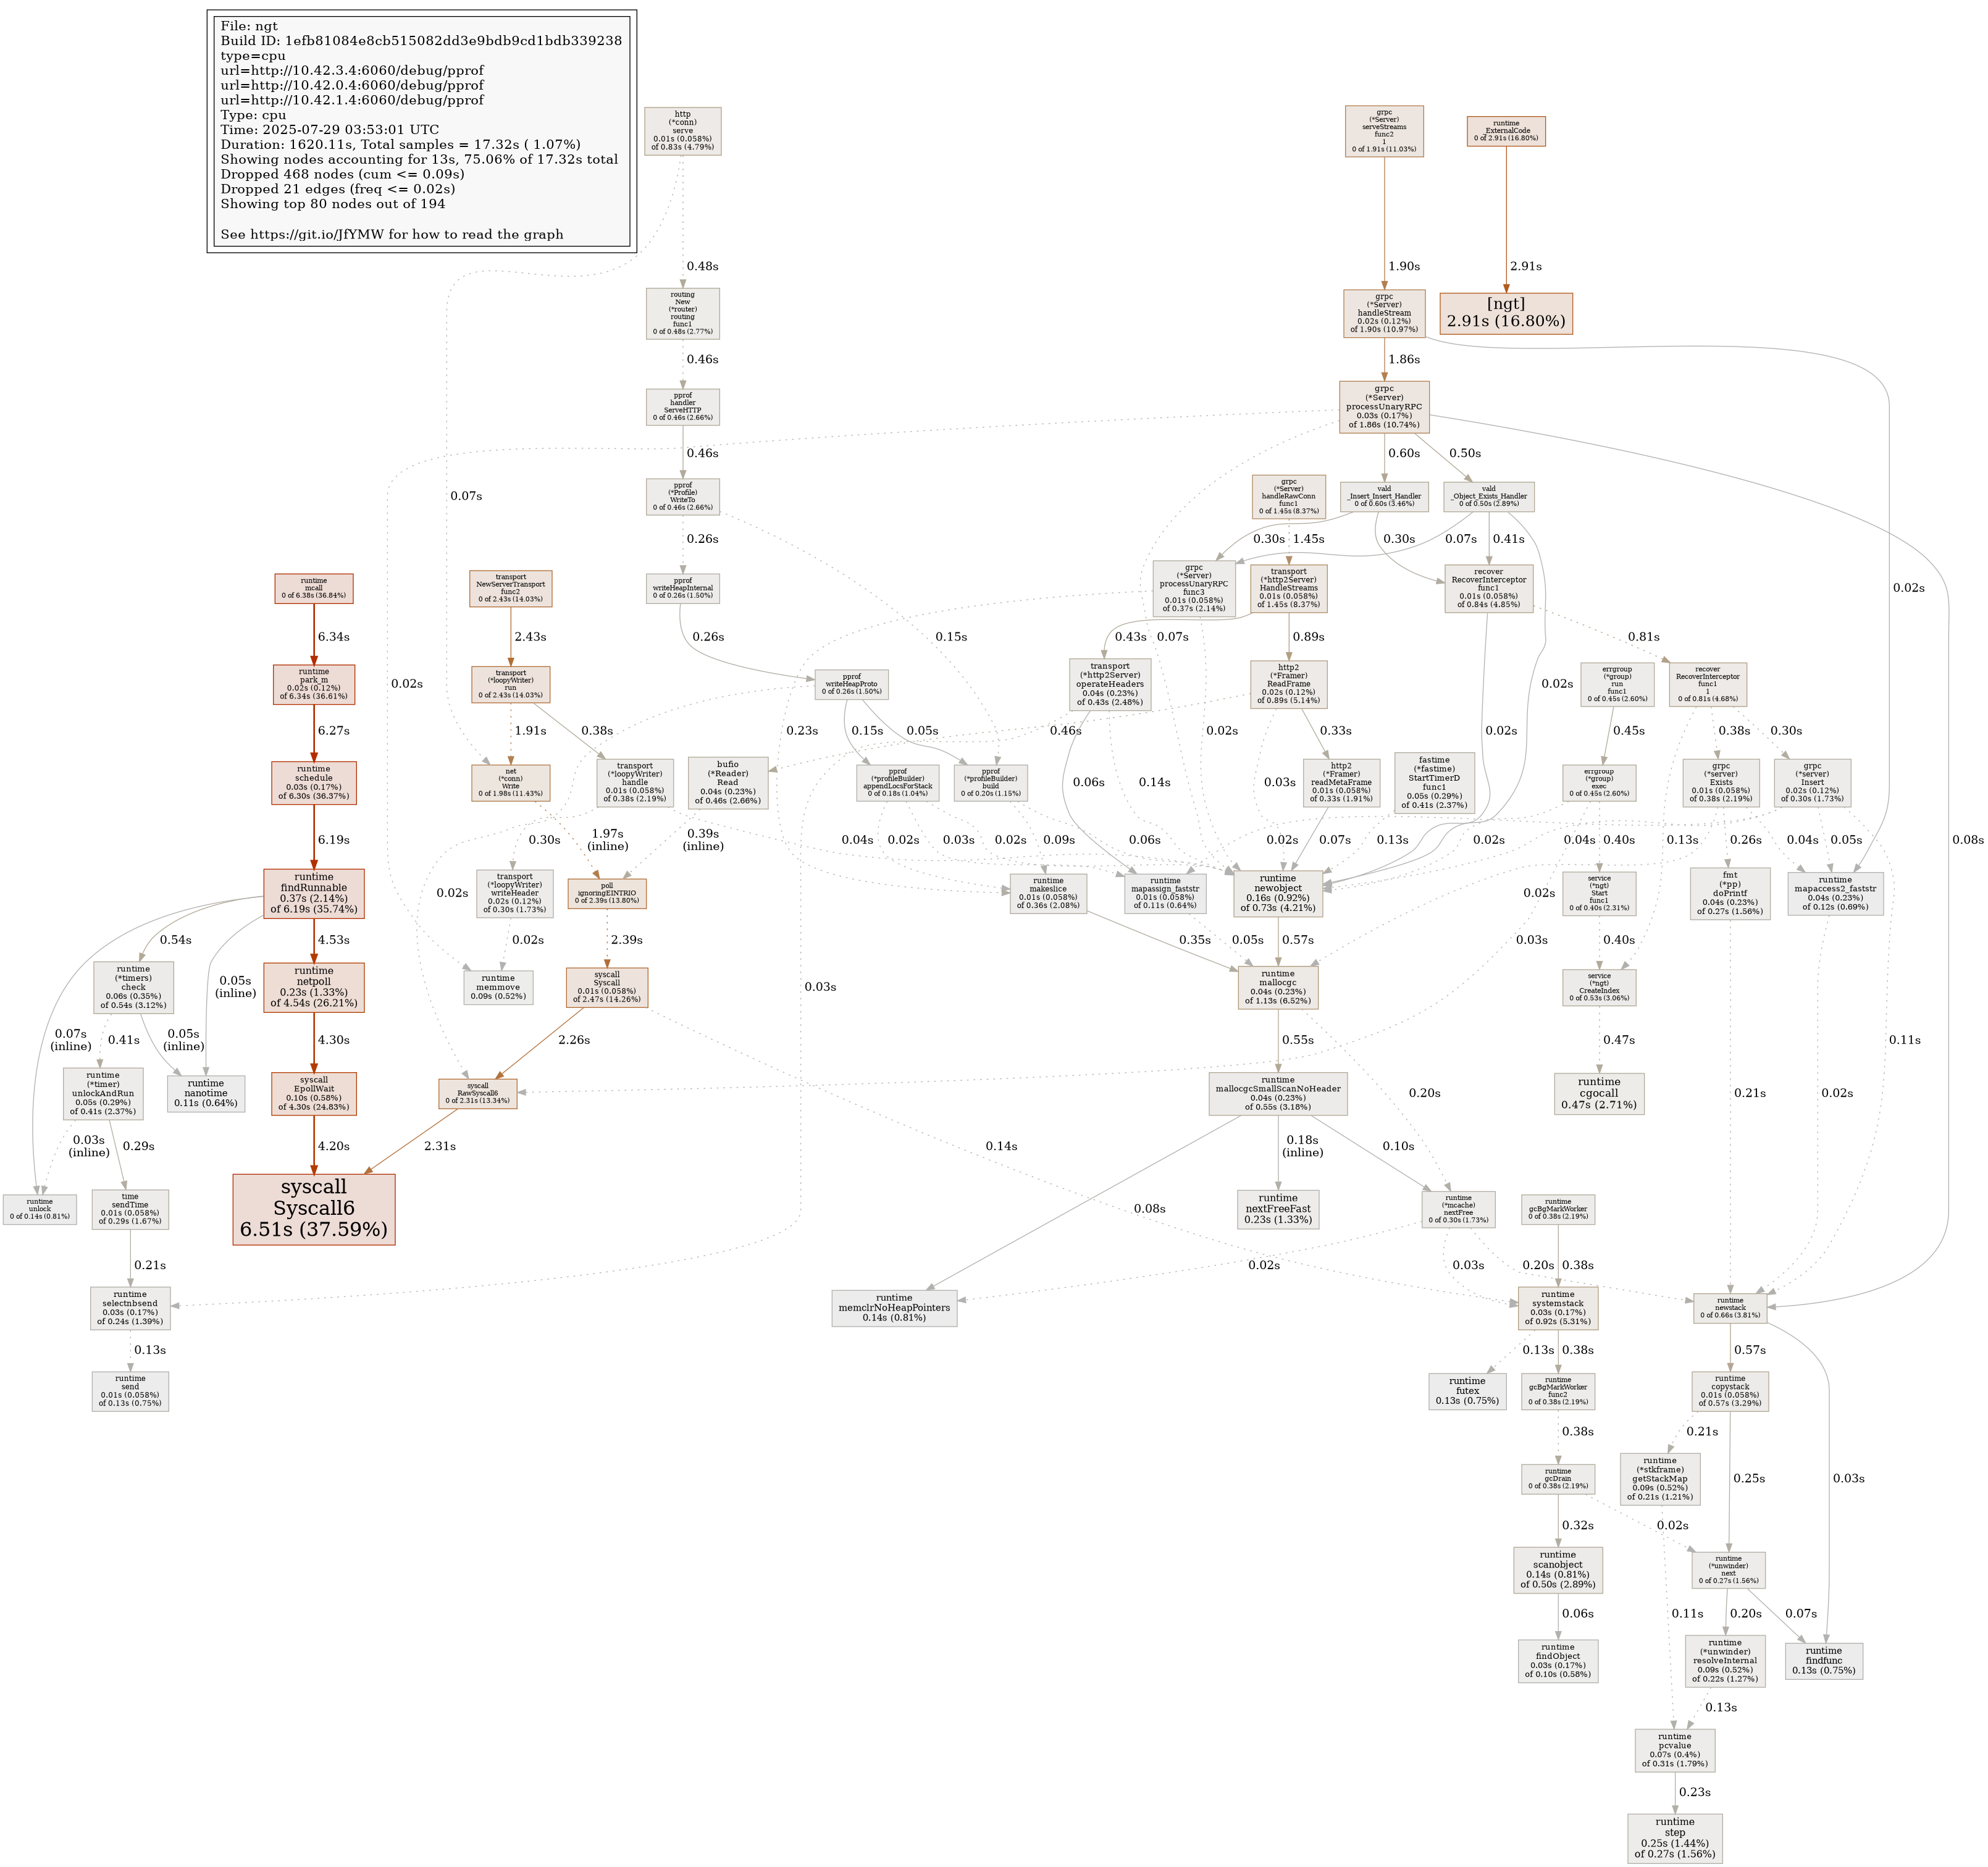 File: ngt
Build ID: 1efb81084e8cb515082dd3e9bdb9cd1bdb339238
type=cpu
url=http://10.42.3.4:6060/debug/pprof
url=http://10.42.0.4:6060/debug/pprof
url=http://10.42.1.4:6060/debug/pprof
Type: cpu
Time: 2025-07-29 03:53:01 UTC
Duration: 1620.11s, Total samples = 17.32s ( 1.07%)
Showing nodes accounting for 13s, 75.06% of 17.32s total
Dropped 468 nodes (cum <= 0.09s)
Dropped 21 edges (freq <= 0.02s)
Showing top 80 nodes out of 194
See https://git.io/JfYMW for how to read the graph
http
(*conn)
serve
0.01s (0.058%)
of 0.83s (4.79%)
grpc
(*Server)
serveStreams
func2
1
0 of 1.91s (11.03%)
runtime
_ExternalCode
0 of 2.91s (16.80%)
0.48s
1.90s
2.91s
routing
New
(*router)
routing
func1
0 of 0.48s (2.77%)
grpc
(*Server)
handleStream
0.02s (0.12%)
of 1.90s (10.97%)
[ngt]
2.91s (16.80%)
0.46s
1.86s
pprof
handler
ServeHTTP
0 of 0.46s (2.66%)
grpc
(*Server)
processUnaryRPC
0.03s (0.17%)
of 1.86s (10.74%)
0.46s
0.60s
0.50s
0.07s
pprof
(*Profile)
WriteTo
0 of 0.46s (2.66%)
grpc
(*Server)
handleRawConn
func1
0 of 1.45s (8.37%)
vald
_Insert_Insert_Handler
0 of 0.60s (3.46%)
vald
_Object_Exists_Handler
0 of 0.50s (2.89%)
0.26s
0.07s
0.30s
1.45s
0.30s
0.07s
0.41s
0.02s
0.08s
runtime
mcall
0 of 6.38s (36.84%)
transport
NewServerTransport
func2
0 of 2.43s (14.03%)
pprof
writeHeapInternal
0 of 0.26s (1.50%)
grpc
(*Server)
processUnaryRPC
func3
0.01s (0.058%)
of 0.37s (2.14%)
transport
(*http2Server)
HandleStreams
0.01s (0.058%)
of 1.45s (8.37%)
recover
RecoverInterceptor
func1
0.01s (0.058%)
of 0.84s (4.85%)
6.34s
2.43s
0.26s
0.15s
0.43s
0.89s
0.81s
0.02s
0.02s
runtime
park_m
0.02s (0.12%)
of 6.34s (36.61%)
transport
(*loopyWriter)
run
0 of 2.43s (14.03%)
pprof
writeHeapProto
0 of 0.26s (1.50%)
transport
(*http2Server)
operateHeaders
0.04s (0.23%)
of 0.43s (2.48%)
http2
(*Framer)
ReadFrame
0.02s (0.12%)
of 0.89s (5.14%)
errgroup
(*group)
run
func1
0 of 0.45s (2.60%)
recover
RecoverInterceptor
func1
1
0 of 0.81s (4.68%)
6.27s
1.91s
0.38s
0.15s
0.05s
0.23s
0.46s
0.02s
0.33s
0.02s
0.45s
0.38s
0.30s
runtime
schedule
0.03s (0.17%)
of 6.30s (36.37%)
net
(*conn)
Write
0 of 1.98s (11.43%)
transport
(*loopyWriter)
handle
0.01s (0.058%)
of 0.38s (2.19%)
bufio
(*Reader)
Read
0.04s (0.23%)
of 0.46s (2.66%)
pprof
(*profileBuilder)
appendLocsForStack
0 of 0.18s (1.04%)
pprof
(*profileBuilder)
build
0 of 0.20s (1.15%)
http2
(*Framer)
readMetaFrame
0.01s (0.058%)
of 0.33s (1.91%)
fastime
(*fastime)
StartTimerD
func1
0.05s (0.29%)
of 0.41s (2.37%)
errgroup
(*group)
exec
0 of 0.45s (2.60%)
grpc
(*server)
Exists
0.01s (0.058%)
of 0.38s (2.19%)
grpc
(*server)
Insert
0.02s (0.12%)
of 0.30s (1.73%)
0.06s
0.14s
0.03s
6.19s
1.97s
(inline)
0.30s
0.39s
(inline)
0.04s
0.02s
0.03s
0.02s
0.09s
0.06s
0.02s
0.07s
0.13s
0.02s
0.04s
0.40s
0.13s
0.26s
0.04s
0.05s
runtime
findRunnable
0.37s (2.14%)
of 6.19s (35.74%)
transport
(*loopyWriter)
writeHeader
0.02s (0.12%)
of 0.30s (1.73%)
poll
ignoringEINTRIO
0 of 2.39s (13.80%)
runtime
makeslice
0.01s (0.058%)
of 0.36s (2.08%)
runtime
mapassign_faststr
0.01s (0.058%)
of 0.11s (0.64%)
runtime
newobject
0.16s (0.92%)
of 0.73s (4.21%)
service
(*ngt)
Start
func1
0 of 0.40s (2.31%)
fmt
(*pp)
doPrintf
0.04s (0.23%)
of 0.27s (1.56%)
runtime
mapaccess2_faststr
0.04s (0.23%)
of 0.12s (0.69%)
0.02s
0.02s
0.54s
4.53s
0.02s
2.39s
0.35s
0.05s
0.57s
0.03s
0.40s
0.05s
(inline)
0.03s
runtime
(*timers)
check
0.06s (0.35%)
of 0.54s (3.12%)
runtime
netpoll
0.23s (1.33%)
of 4.54s (26.21%)
runtime
memmove
0.09s (0.52%)
syscall
Syscall
0.01s (0.058%)
of 2.47s (14.26%)
runtime
mallocgc
0.04s (0.23%)
of 1.13s (6.52%)
service
(*ngt)
CreateIndex
0 of 0.53s (3.06%)
0.07s
(inline)
0.41s
0.05s
(inline)
4.30s
2.26s
0.55s
0.47s
0.11s
runtime
(*timer)
unlockAndRun
0.05s (0.29%)
of 0.41s (2.37%)
runtime
nanotime
0.11s (0.64%)
syscall
EpollWait
0.10s (0.58%)
of 4.30s (24.83%)
syscall
RawSyscall6
0 of 2.31s (13.34%)
runtime
mallocgcSmallScanNoHeader
0.04s (0.23%)
of 0.55s (3.18%)
0.20s
runtime
cgocall
0.47s (2.71%)
0.21s
0.02s
0.03s
(inline)
0.29s
4.20s
2.31s
0.14s
0.18s
(inline)
0.10s
runtime
unlock
0 of 0.14s (0.81%)
time
sendTime
0.01s (0.058%)
of 0.29s (1.67%)
syscall
Syscall6
6.51s (37.59%)
0.08s
runtime
nextFreeFast
0.23s (1.33%)
runtime
(*mcache)
nextFree
0 of 0.30s (1.73%)
runtime
gcBgMarkWorker
0 of 0.38s (2.19%)
0.21s
0.02s
0.03s
0.20s
0.38s
runtime
selectnbsend
0.03s (0.17%)
of 0.24s (1.39%)
runtime
memclrNoHeapPointers
0.14s (0.81%)
runtime
systemstack
0.03s (0.17%)
of 0.92s (5.31%)
runtime
newstack
0 of 0.66s (3.81%)
0.13s
0.13s
0.38s
0.57s
runtime
send
0.01s (0.058%)
of 0.13s (0.75%)
runtime
futex
0.13s (0.75%)
runtime
gcBgMarkWorker
func2
0 of 0.38s (2.19%)
runtime
copystack
0.01s (0.058%)
of 0.57s (3.29%)
0.38s
0.21s
runtime
gcDrain
0 of 0.38s (2.19%)
runtime
(*stkframe)
getStackMap
0.09s (0.52%)
of 0.21s (1.21%)
0.25s
0.03s
0.32s
0.02s
runtime
scanobject
0.14s (0.81%)
of 0.50s (2.89%)
runtime
(*unwinder)
next
0 of 0.27s (1.56%)
0.06s
0.11s
0.20s
0.07s
runtime
findObject
0.03s (0.17%)
of 0.10s (0.58%)
runtime
(*unwinder)
resolveInternal
0.09s (0.52%)
of 0.22s (1.27%)
runtime
findfunc
0.13s (0.75%)
0.13s
runtime
pcvalue
0.07s (0.4%)
of 0.31s (1.79%)
0.23s
runtime
step
0.25s (1.44%)
of 0.27s (1.56%)